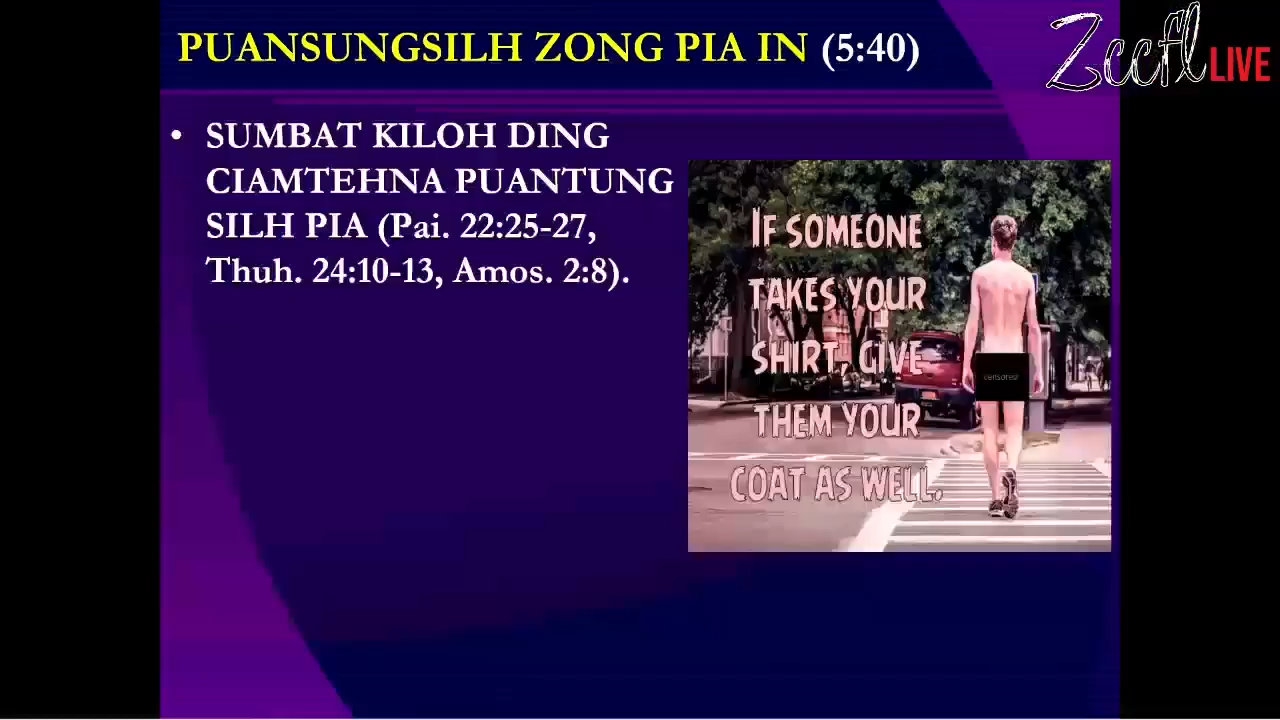 PUANSUNGSILH ZONG PIA IN (5:40)
Zccfl LIVE
• SUMBAT KILOH DING
CIAMTEHNA PUANTUNG
SILH PIA (Pai. 22:25-27,
Thuh. 24:10-13, Amos. 2:8).
IF SOMEONE
TAKES YOUR
SHIRT, GIVE
THEM YOUR
COAT AS WELL.
censored